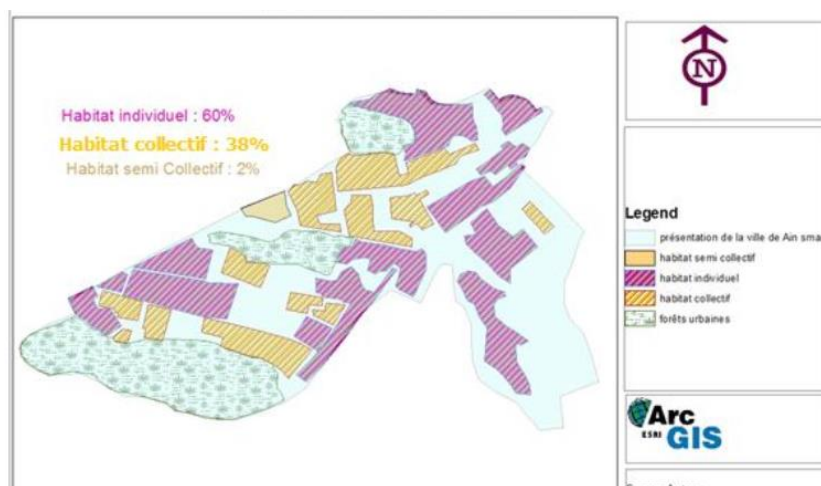 Habitat individuel : 60%
Habitat collectif : 38%
Habitat semi Collectif : 2%
N
Legend
présentation de la ville de Ain sma
habitat semi collectif
habitat individuel
habitat collectif
forêts urbaines
Arc
ESRI GIS